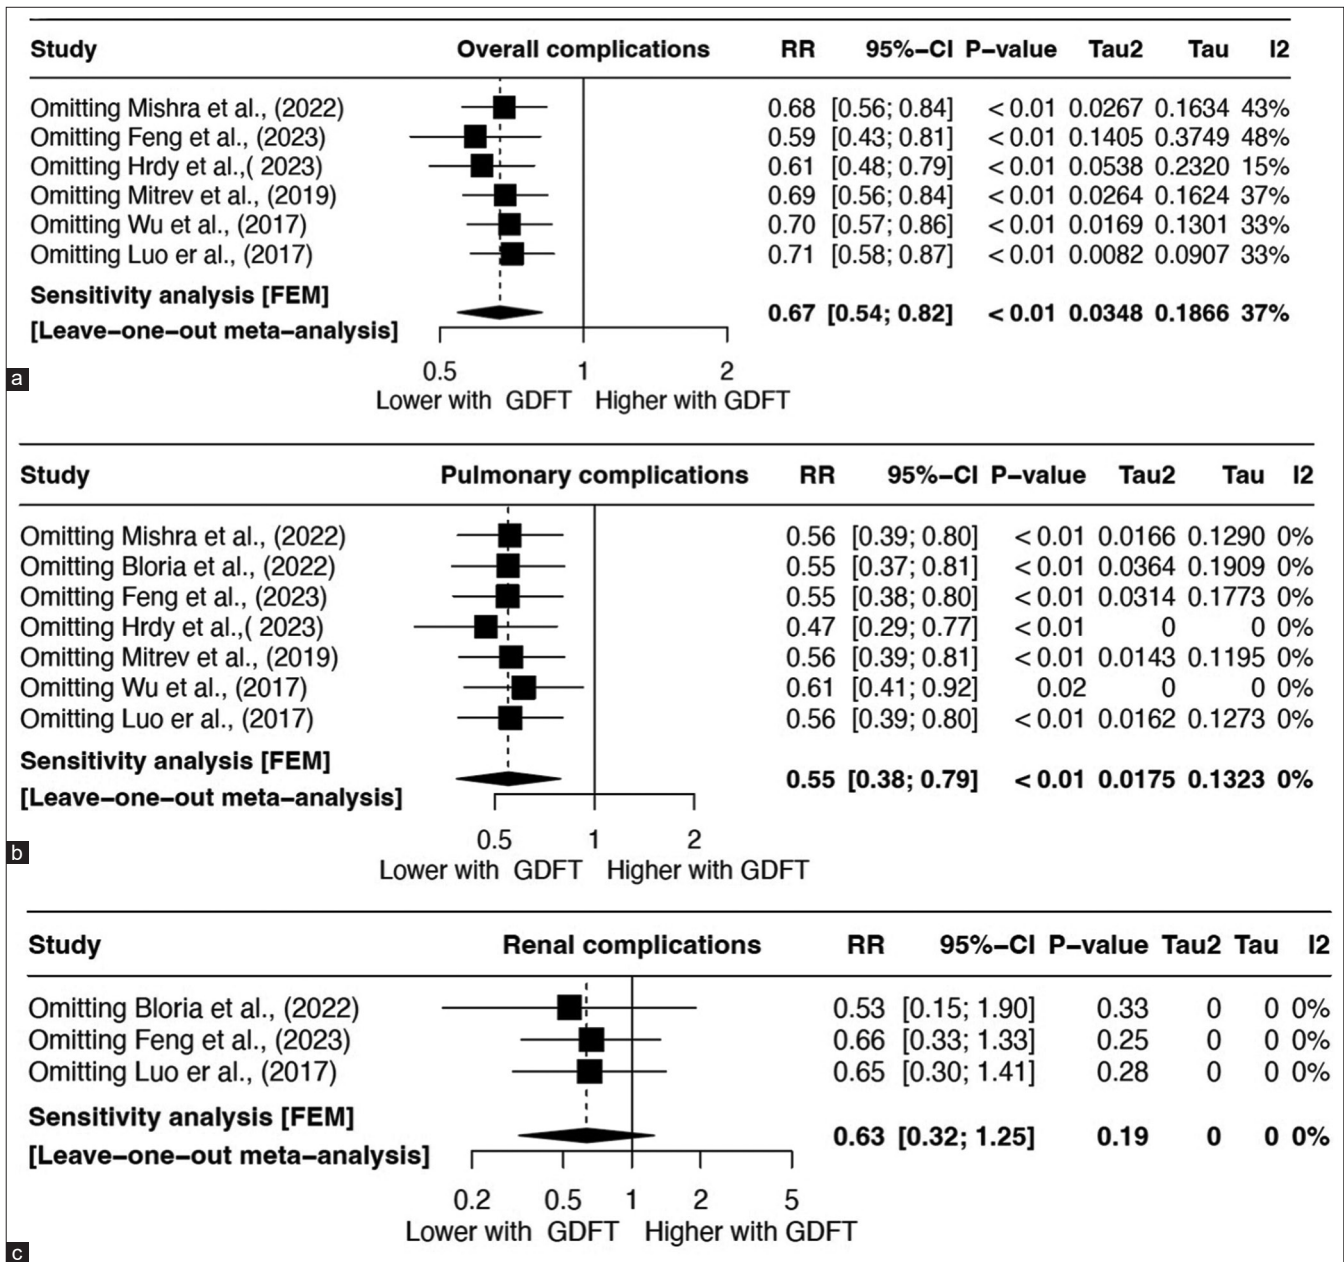 Study Overall complications RR 95%−CI P−value Tau2 Tau I2
Omitting Mishra et al., (2022) 0.68 [0.56; 0.84] < 0.01 0.0267 0.1634 43%
Omitting Feng et al., (2023) 0.59 [0.43; 0.81] < 0.01 0.1405 0.3749 48%
Omitting Hrdy et al.,( 2023) 0.61 [0.48; 0.79] < 0.01 0.0538 0.2320 15%
Omitting Mitrev et al., (2019) 0.69 [0.56; 0.84] < 0.01 0.0264 0.1624 37%
Omitting Wu et al., (2017) 0.70 [0.57; 0.86] < 0.01 0.0169 0.1301 33%
Omitting Luo er al., (2017) 0.71 [0.58; 0.87] < 0.01 0.0082 0.0907 33%
Sensitivity analysis [FEM]
0.67 [0.54; 0.82] < 0.01 0.0348 0.1866 37%
[Leave−one−out meta−analysis]
0.5 1 2
a
Lower with GDFT Higher with GDFT
Study Pulmonary complications RR 95%−CI P−value Tau2 Tau I2
Omitting Mishra et al., (2022) 0.56 [0.39; 0.80] < 0.01 0.0166 0.1290 0%
Omitting Bloria et al., (2022) 0.55 [0.37; 0.81] < 0.01 0.0364 0.1909 0%
Omitting Feng et al., (2023) 0.55 [0.38; 0.80] < 0.01 0.0314 0.1773 0%
Omitting Hrdy et al.,( 2023) 0.47 [0.29; 0.77] < 0.01 0 0 0%
Omitting Mitrev et al., (2019) 0.56 [0.39; 0.81] < 0.01 0.0143 0.1195 0%
Omitting Wu et al., (2017) 0.61 [0.41; 0.92] 0.02 0 0 0%
Omitting Luo er al., (2017) 0.56 [0.39; 0.80] < 0.01 0.0162 0.1273 0%
Sensitivity analysis [FEM]
0.55 [0.38; 0.79] < 0.01 0.0175 0.1323 0%
[Leave−one−out meta−analysis]
0.5 1 2
b
Lower with GDFT Higher with GDFT
Study Renal complications RR 95%−CI P−value Tau2 Tau I2
Omitting Bloria et al., (2022) 0.53 [0.15; 1.90] 0.33 0 0 0%
Omitting Feng et al., (2023) 0.66 [0.33; 1.33] 0.25 0 0 0%
Omitting Luo er al., (2017) 0.65 [0.30; 1.41] 0.28 0 0 0%
Sensitivity analysis [FEM]
0.63 [0.32; 1.25] 0.19 0 0 0%
[Leave−one−out meta−analysis]
0.2 0.5 1 2 5
Lower with GDFT Higher with GDFT
c